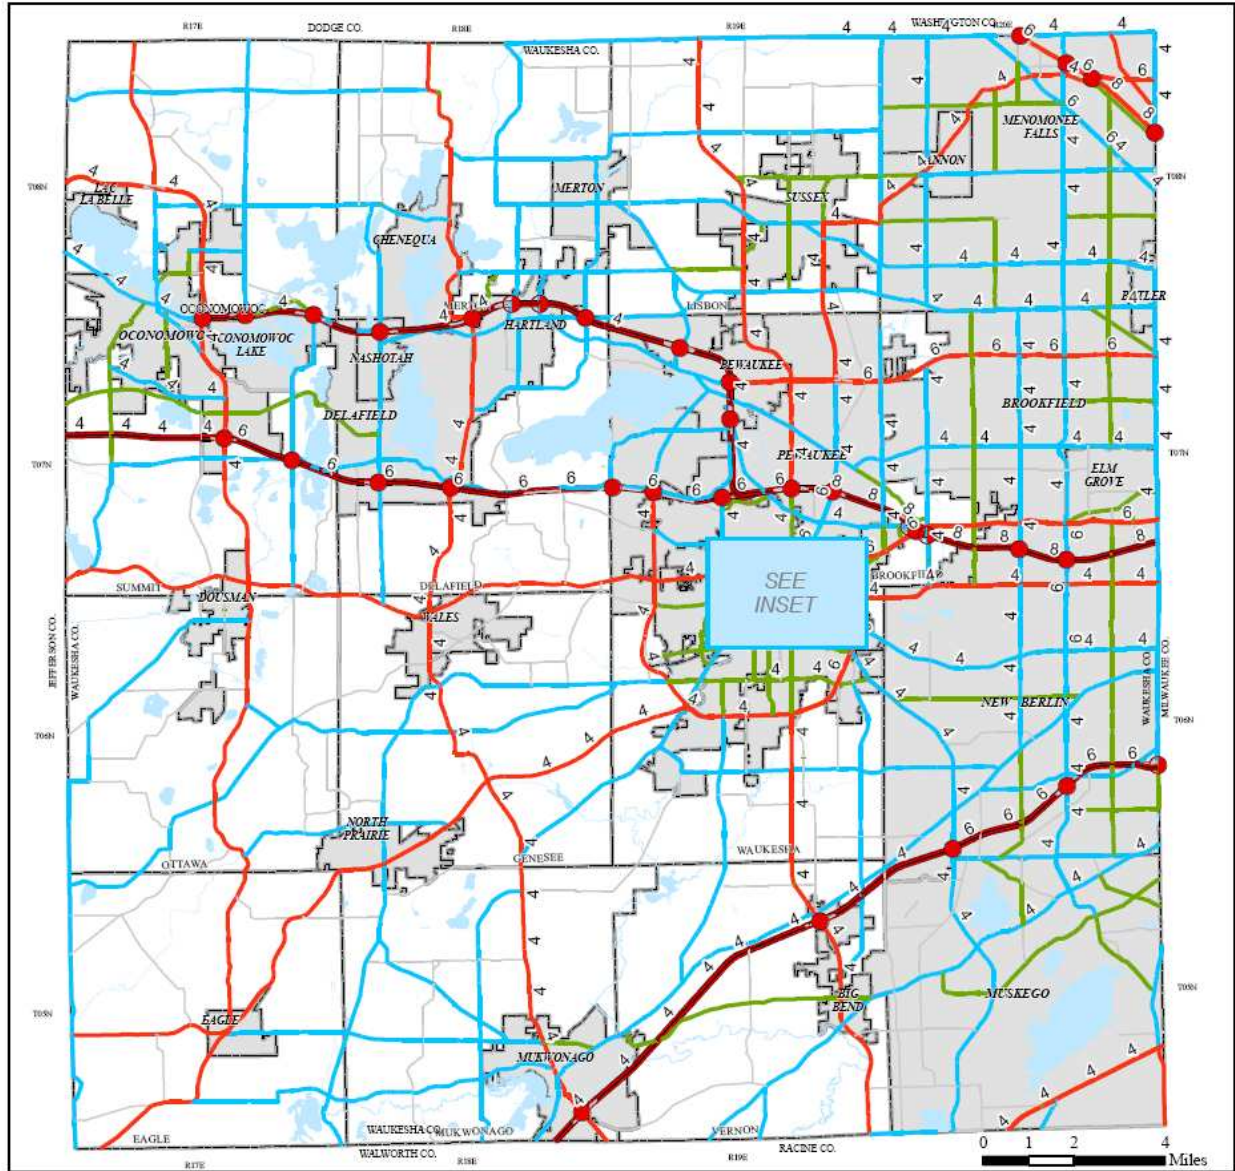 R17E
R18E
R19E
R20E
DODGE CO.
WASHINGTON CO.
WAUKESHA CO.
MENOMONEE
FALLS
T08N
LAC
LA BELLE
MERTON
SUSSEX
T08N
CHENEQUA
OCONOMOWOC
LISBON
HARTLAND
OCONOMOWOC
LAKE
NASHOTAH
PEWAUKEE
DELAFIELD
BROOKFIELD
T07N
PEWAUKEE
ELM
GROVE
T07N
SUMMIT
DELAFIELD
SEE
INSET
DOUSMAN
WALES
JEFFERSON CO.
WAUKESHA CO.
WAUKESHA CO.
MILWAUKEE CO.
NEW BERLIN
T06N
T06N
NORTH
PRAIRIE
OTTAWA
GENESEE
WAUKESHA
T05N
EAGLE
BIG
BEND
MUSKEGO
T05N
MUKWONAGO
EAGLE
WAUKESHA CO.
MUKWONAGO
VERNON
WALWORTH CO.
RACINE CO.
R17E
R18E
R19E
0 1 2 4
Miles